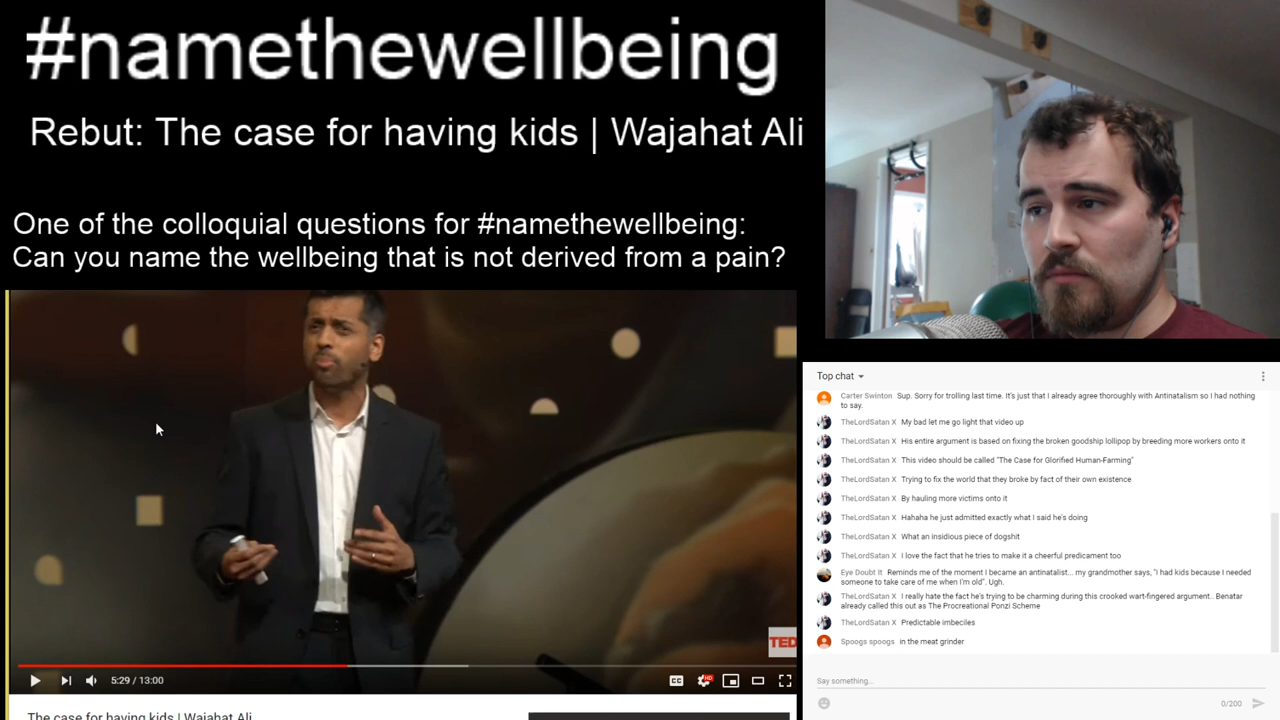 #namethewellbeing
Rebut: The case for having kids | Wajahat Ali
One of the colloquial questions for #namethewellbeing:
Can you name the wellbeing that is not derived from a pain?
TED
CC
HD
5:29 / 13:00
The case for having kids | Wajahat Ali
Top chat
Carter Swinton Sup. Sorry for trolling last time. It's just that I already agree thoroughly with Antinatalism so I had nothing
to say.
TheLordSatan X My bad let me go light that video up
TheLordSatan X His entire argument is based on fixing the broken goodship lollipop by breeding more workers onto it
TheLordSatan X This video should be called "The Case for Glorified Human-Farming"
TheLordSatan X Trying to fix the world that they broke by fact of their own existence
TheLordSatan X By hauling more victims onto it
TheLordSatan X Hahaha he just admitted exactly what I said he's doing
TheLordSatan X What an insidious piece of dogshit
TheLordSatan X I love the fact that he tries to make it a cheerful predicament too
Eye Doubt It Reminds me of the moment I became an antinatalist... my grandmother says, "I had kids because I needed
someone to take care of me when I'm old". Ugh.
TheLordSatan X I really hate the fact he's trying to be charming during this crooked wart-fingered argument.. Benatar
already called this out as The Procreational Ponzi Scheme
TheLordSatan X Predictable imbeciles
Spoogs spoogs in the meat grinder
Say something...
0/200